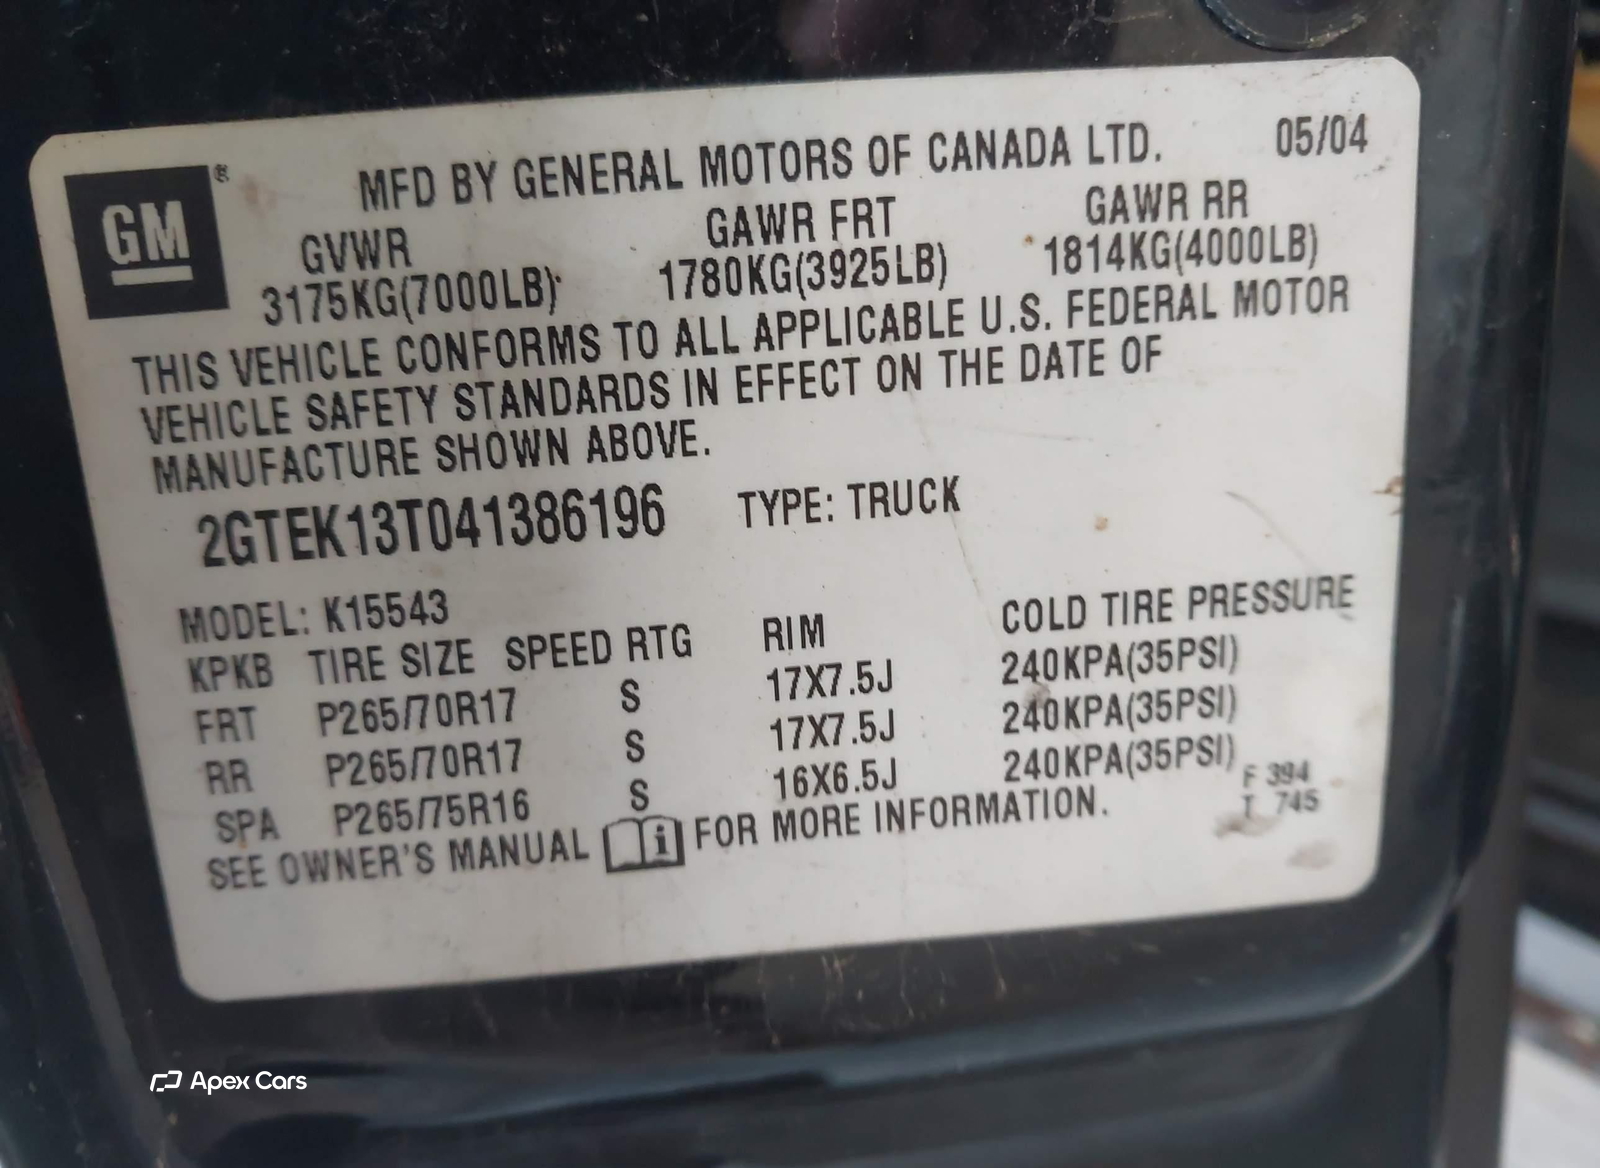 GM ®
MFD BY GENERAL MOTORS OF CANADA LTD. 05/04
GVWR GAWR FRT GAWR RR
3175KG(7000LB) 1780KG(3925LB) 1814KG(4000LB)
THIS VEHICLE CONFORMS TO ALL APPLICABLE U.S. FEDERAL MOTOR
VEHICLE SAFETY STANDARDS IN EFFECT ON THE DATE OF
MANUFACTURE SHOWN ABOVE.
2GTEK13T041386196 TYPE: TRUCK
MODEL: K15543
KPKB TIRE SIZE SPEED RTG RIM COLD TIRE PRESSURE
FRT P265/70R17 S 17X7.5J 240KPA(35PSI)
RR P265/70R17 S 17X7.5J 240KPA(35PSI)
SPA P265/75R16 S 16X6.5J 240KPA(35PSI)
SEE OWNER'S MANUAL i FOR MORE INFORMATION.
F 394
T 745
Apex Cars